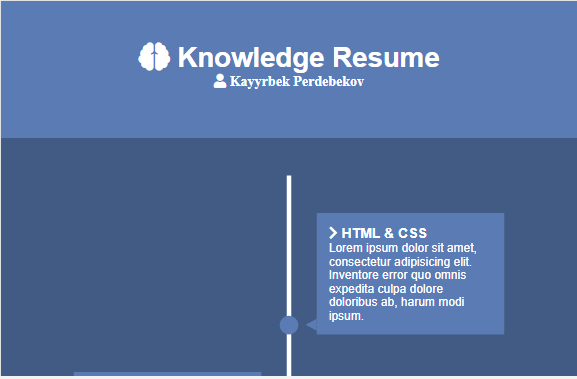 Knowledge Resume
Kayyrbek Perdebekov
HTML & CSS
Lorem ipsum dolor sit amet,
consectetur adipisicing elit.
Inventore error quo omnis
expedita culpa dolore
doloribus ab, harum modi
ipsum.